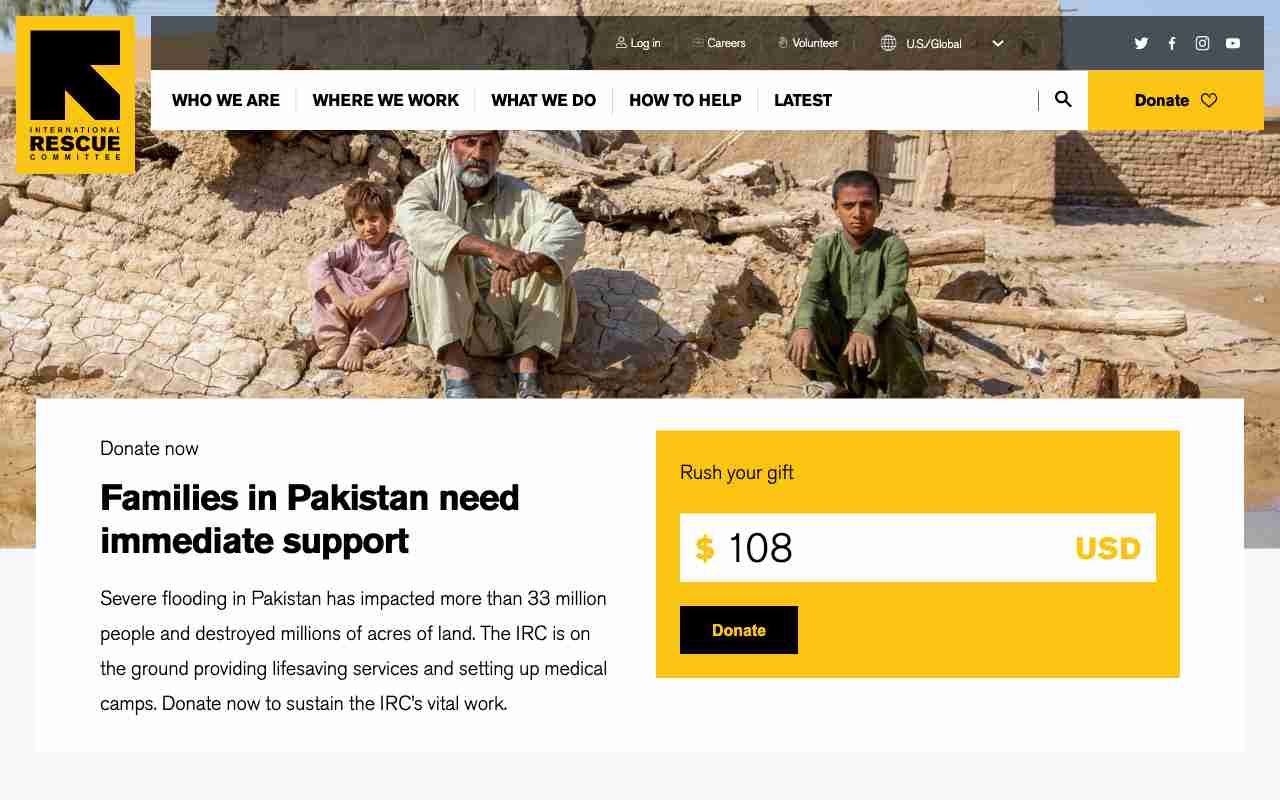 INTERNATIONAL
RESCUE
COMMITTEE
Log in
Careers
Volunteer
U.S./Global
WHO WE ARE
WHERE WE WORK
WHAT WE DO
HOW TO HELP
LATEST
Donate
Donate now
Families in Pakistan need
immediate support
Severe flooding in Pakistan has impacted more than 33 million
people and destroyed millions of acres of land. The IRC is on
the ground providing lifesaving services and setting up medical
camps. Donate now to sustain the IRC's vital work.
Rush your gift
$ 108 USD
Donate